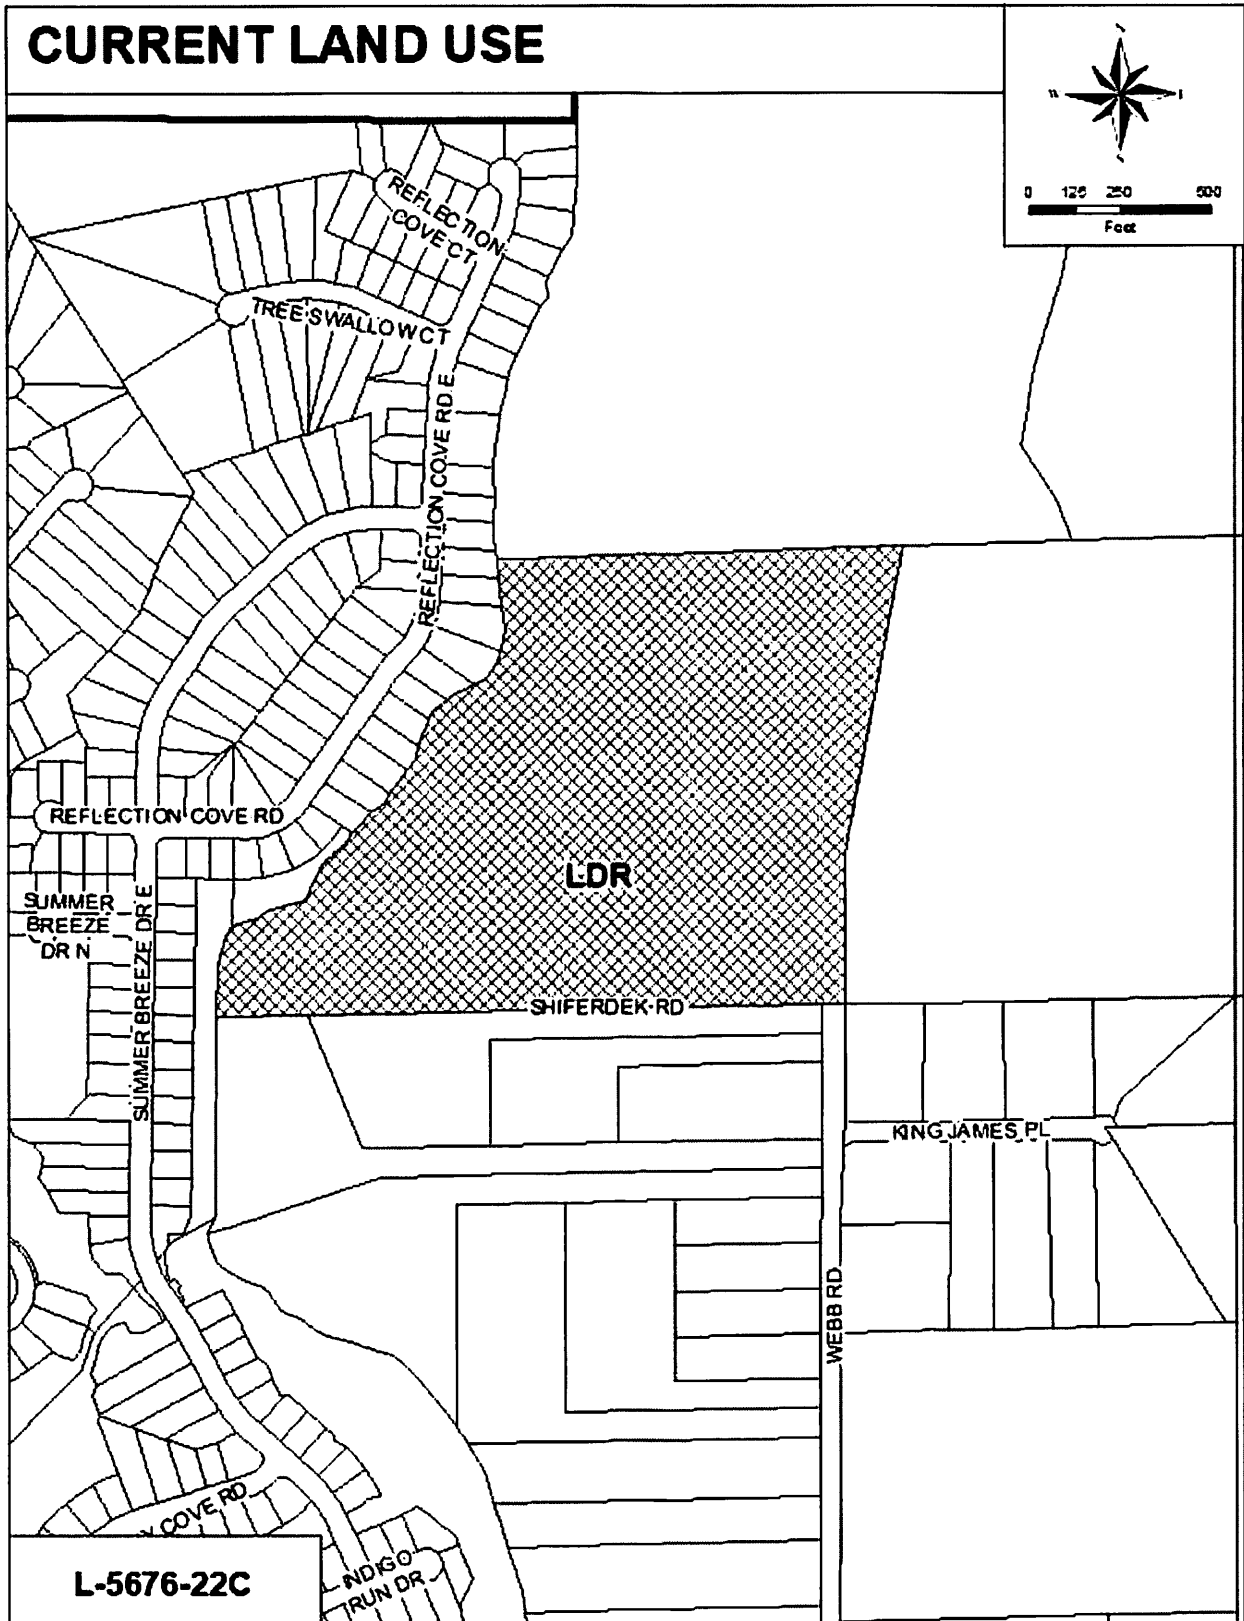 CURRENT LAND USE
0 125 250 500
Feet
REFLECTION
COVE CT
TREE SWALLOW CT
REFLECTION COVE RD E
REFLECTION COVE RD
SUMMER
BREEZE
DR N
SUMMER BREEZE DR E
LDR
SHIFERDEK RD
KING JAMES PL
WEBB RD
COVE RD
INDIGO
RUN DR
L-5676-22C